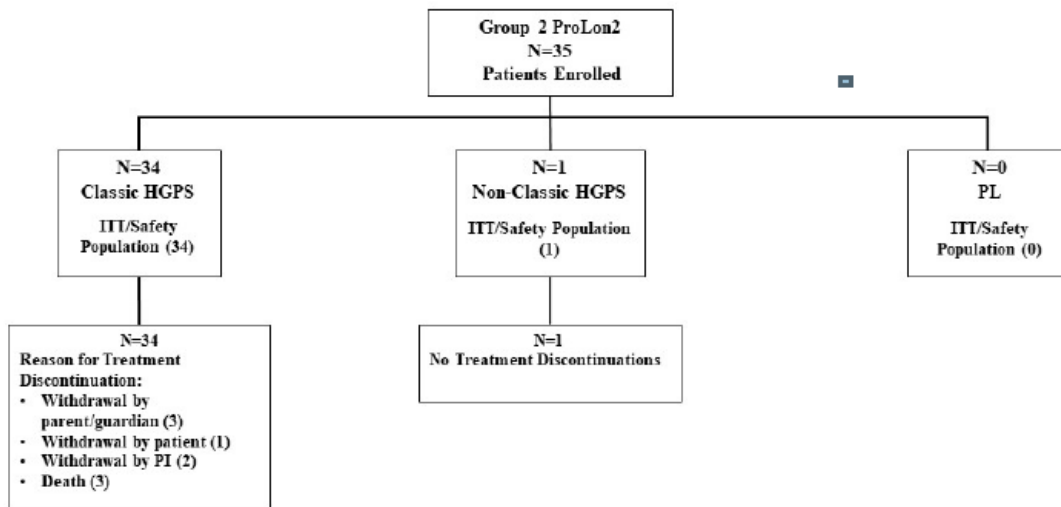 Group 2 ProLon2
N=35
Patients Enrolled
N=34
Classic HGPS
ITT/Safety
Population (34)
N=1
Non-Classic HGPS
ITT/Safety Population
(1)
N=0
PL
ITT/Safety
Population (0)
N=34
Reason for Treatment
Discontinuation:
• Withdrawal by
parent/guardian (3)
• Withdrawal by patient (1)
• Withdrawal by PI (2)
• Death (3)
N=1
No Treatment Discontinuations